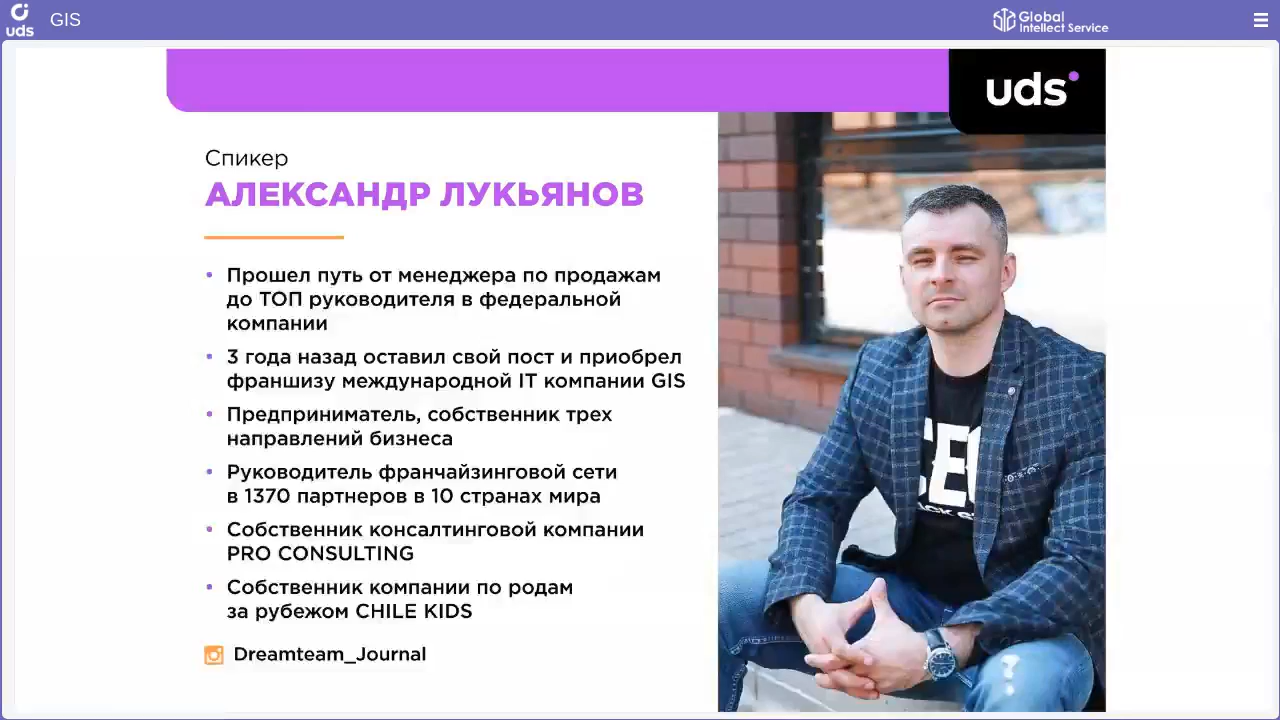 uds
GIS
Global
Intellect Service
uds
Спикер
АЛЕКСАНДР ЛУКЬЯНОВ
• Прошел путь от менеджера по продажам
до ТОП руководителя в федеральной
компании
• 3 года назад оставил свой пост и приобрел
франшизу международной IT компании GIS
• Предприниматель, собственник трех
направлений бизнеса
• Руководитель франчайзинговой сети
в 1370 партнеров в 10 странах мира
• Собственник консалтинговой компании
PRO CONSULTING
• Собственник компании по родам
за рубежом CHILE KIDS
Dreamteam_Journal